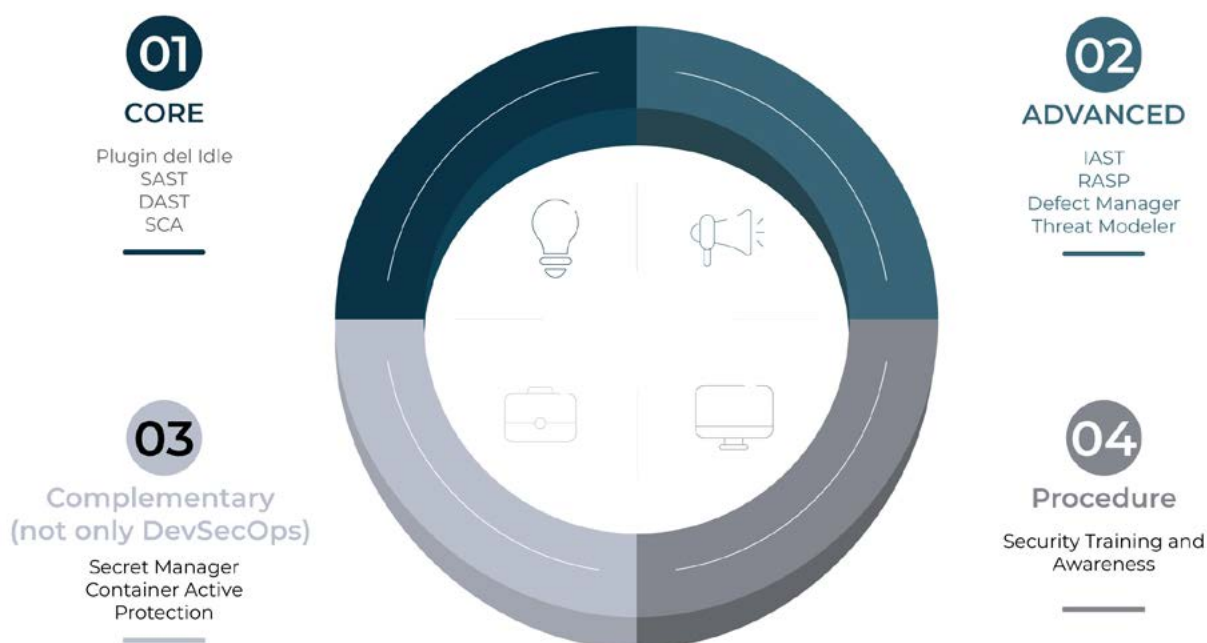 01
CORE
Plugin del Idle
SAST
DAST
SCA
02
ADVANCED
IAST
RASP
Defect Manager
Threat Modeler
03
Complementary
(not only DevSecOps)
Secret Manager
Container Active
Protection
04
Procedure
Security Training and
Awareness